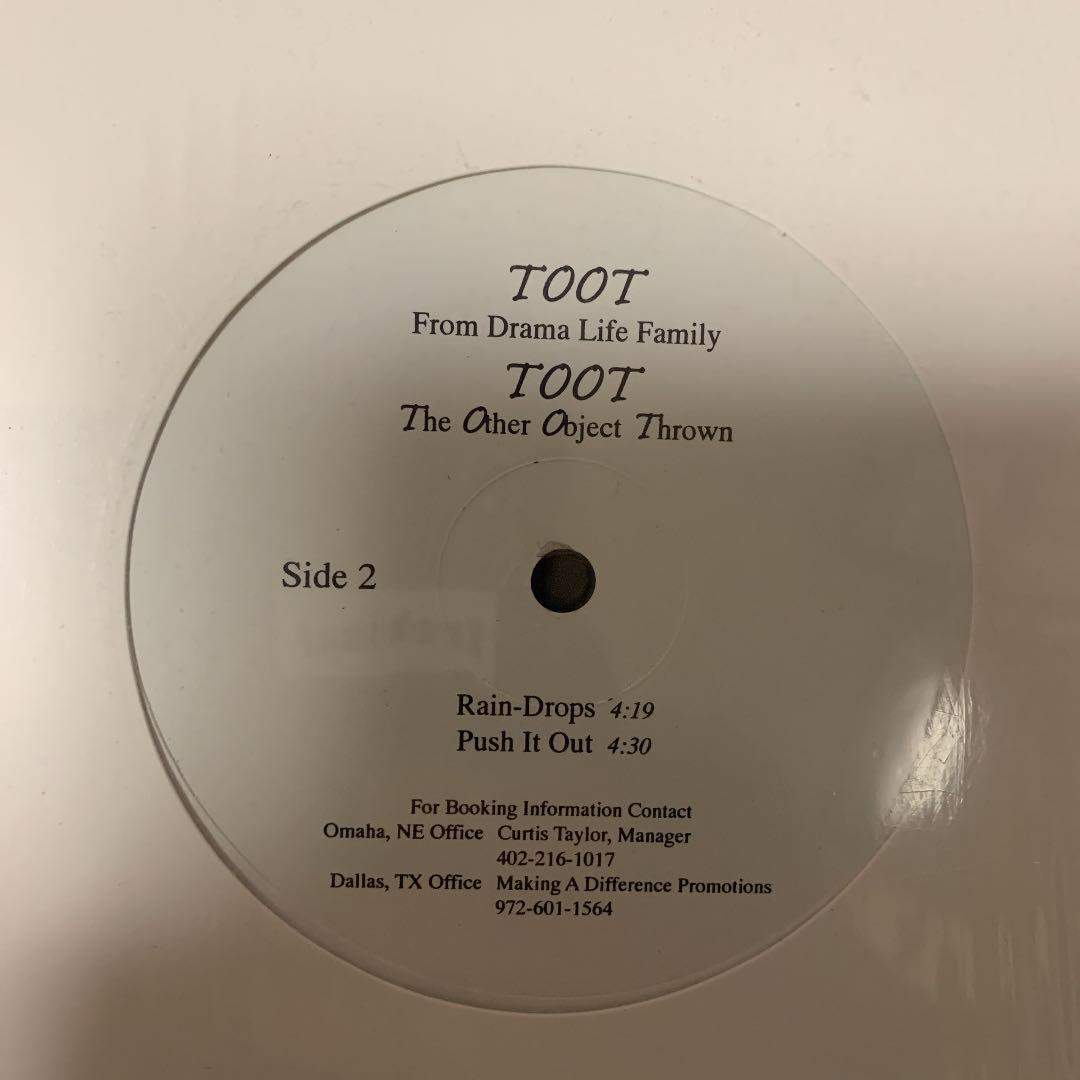 TOOT
From Drama Life Family
TOOT
The Other Object Thrown
Side 2
Rain-Drops 4:19
Push It Out 4:30
For Booking Information Contact
Omaha, NE Office Curtis Taylor, Manager
402-216-1017
Dallas, TX Office Making A Difference Promotions
972-601-1564